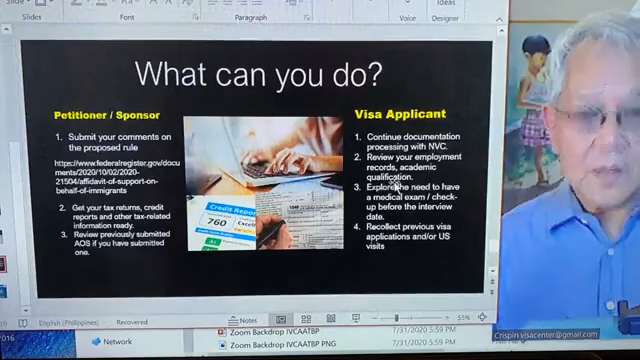 Slides
Font
Paragraph
Voice
Ideas
What can you do?
Petitioner / Sponsor
1. Submit your comments on
the proposed rule
https://www.federalregister.gov/docu
ments/2020/10/02/2020-
21504/affidavit-of-support-on-
behalf-of-immigrants
2. Get your tax returns, credit
reports and other tax-related
information ready.
3. Review previously submitted
AOS if you have submitted
one.
Credit Repo
760
Excell
1040
Visa Applicant
1. Continue documentation
processing with NVC.
2. Review your employment
records, academic
qualification.
3. Explore the need to have
a medical exam / check-
up before the interview
date.
4. Recollect previous visa
applications and/or US
visits
English (Philippines)
Recovered
Notes
55%
Crispin visacenter@gmail.com
2016
Network
Zoom Backdrop IVCAATBP
7/31/2020 5:59 PM
Zoom Backdrop IVCAATBP PNG
7/31/2020 5:59 PM